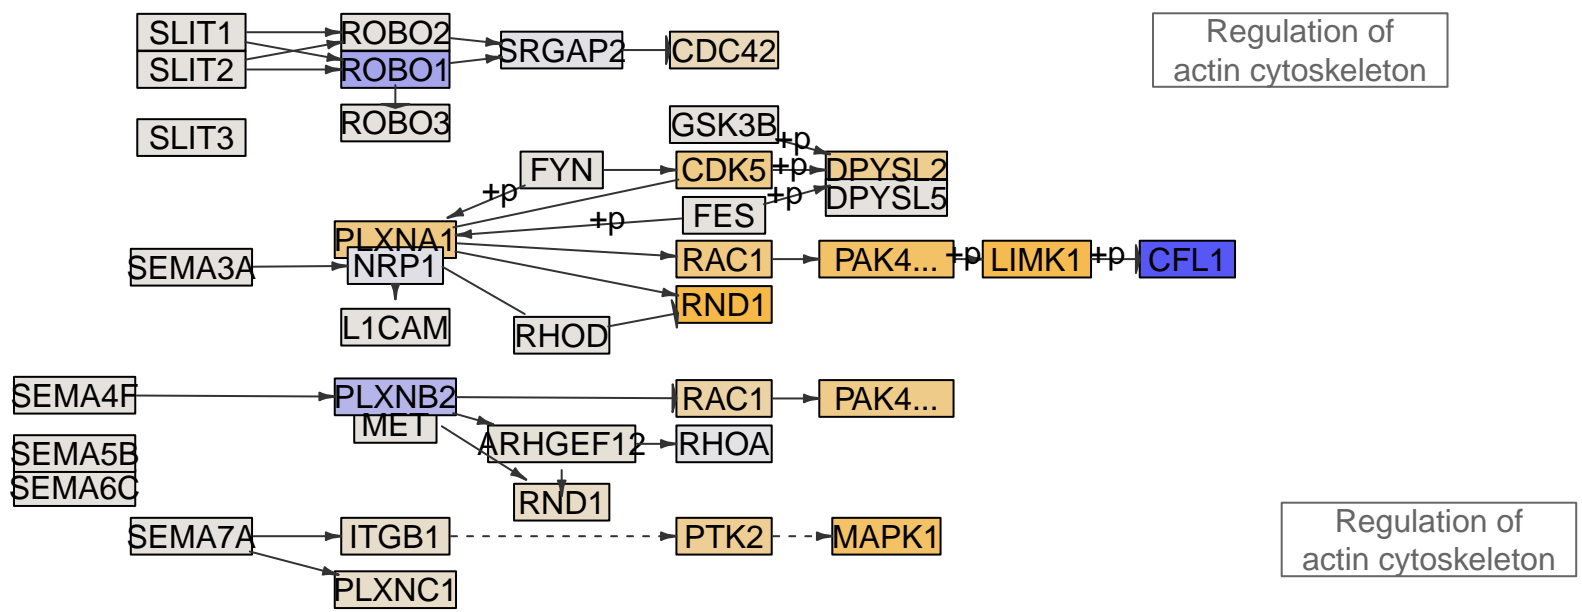 SLIT1
ROBO2
SRGAP2
CDC42
Regulation of
actin cytoskeleton
SLIT2
ROBO1
SLIT3
ROBO3
GSK3B
+p
FYN
CDK5
+p
DPYSL2
+p
FES
+p
DPYSL5
+p
PLXNA1
SEMA3A
NRP1
RAC1
PAK4...
+p
LIMK1
+p
CFL1
RND1
L1CAM
RHOD
SEMA4F
PLXNB2
RAC1
PAK4...
MET
ARHGEF12
RHOA
SEMA5B
SEMA6C
RND1
SEMA7A
ITGB1
PTK2
MAPK1
Regulation of
actin cytoskeleton
PLXNC1